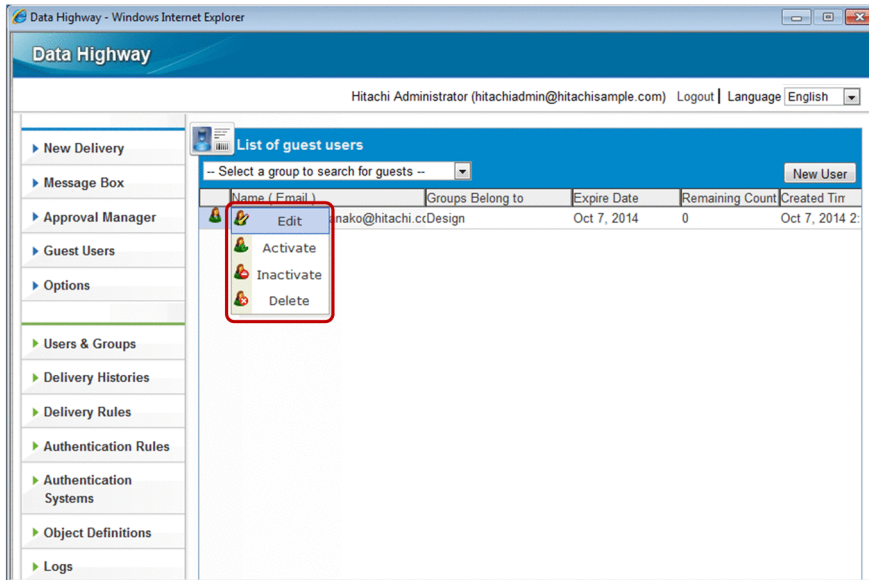 Data Highway - Windows Internet Explorer
Data Highway
Hitachi Administrator (hitachiadmin@hitachisample.com) Logout | Language English
New Delivery
Message Box
Approval Manager
Guest Users
Options
Users & Groups
Delivery Histories
Delivery Rules
Authentication Rules
Authentication
Systems
Object Definitions
Logs
List of guest users
-- Select a group to search for guests --
New User
Name ( Email ) Groups Belong to Expire Date Remaining Count Created Tim
anako@hitachi.cc Design Oct 7, 2014 0 Oct 7, 2014 2:
Edit
Activate
Inactivate
Delete